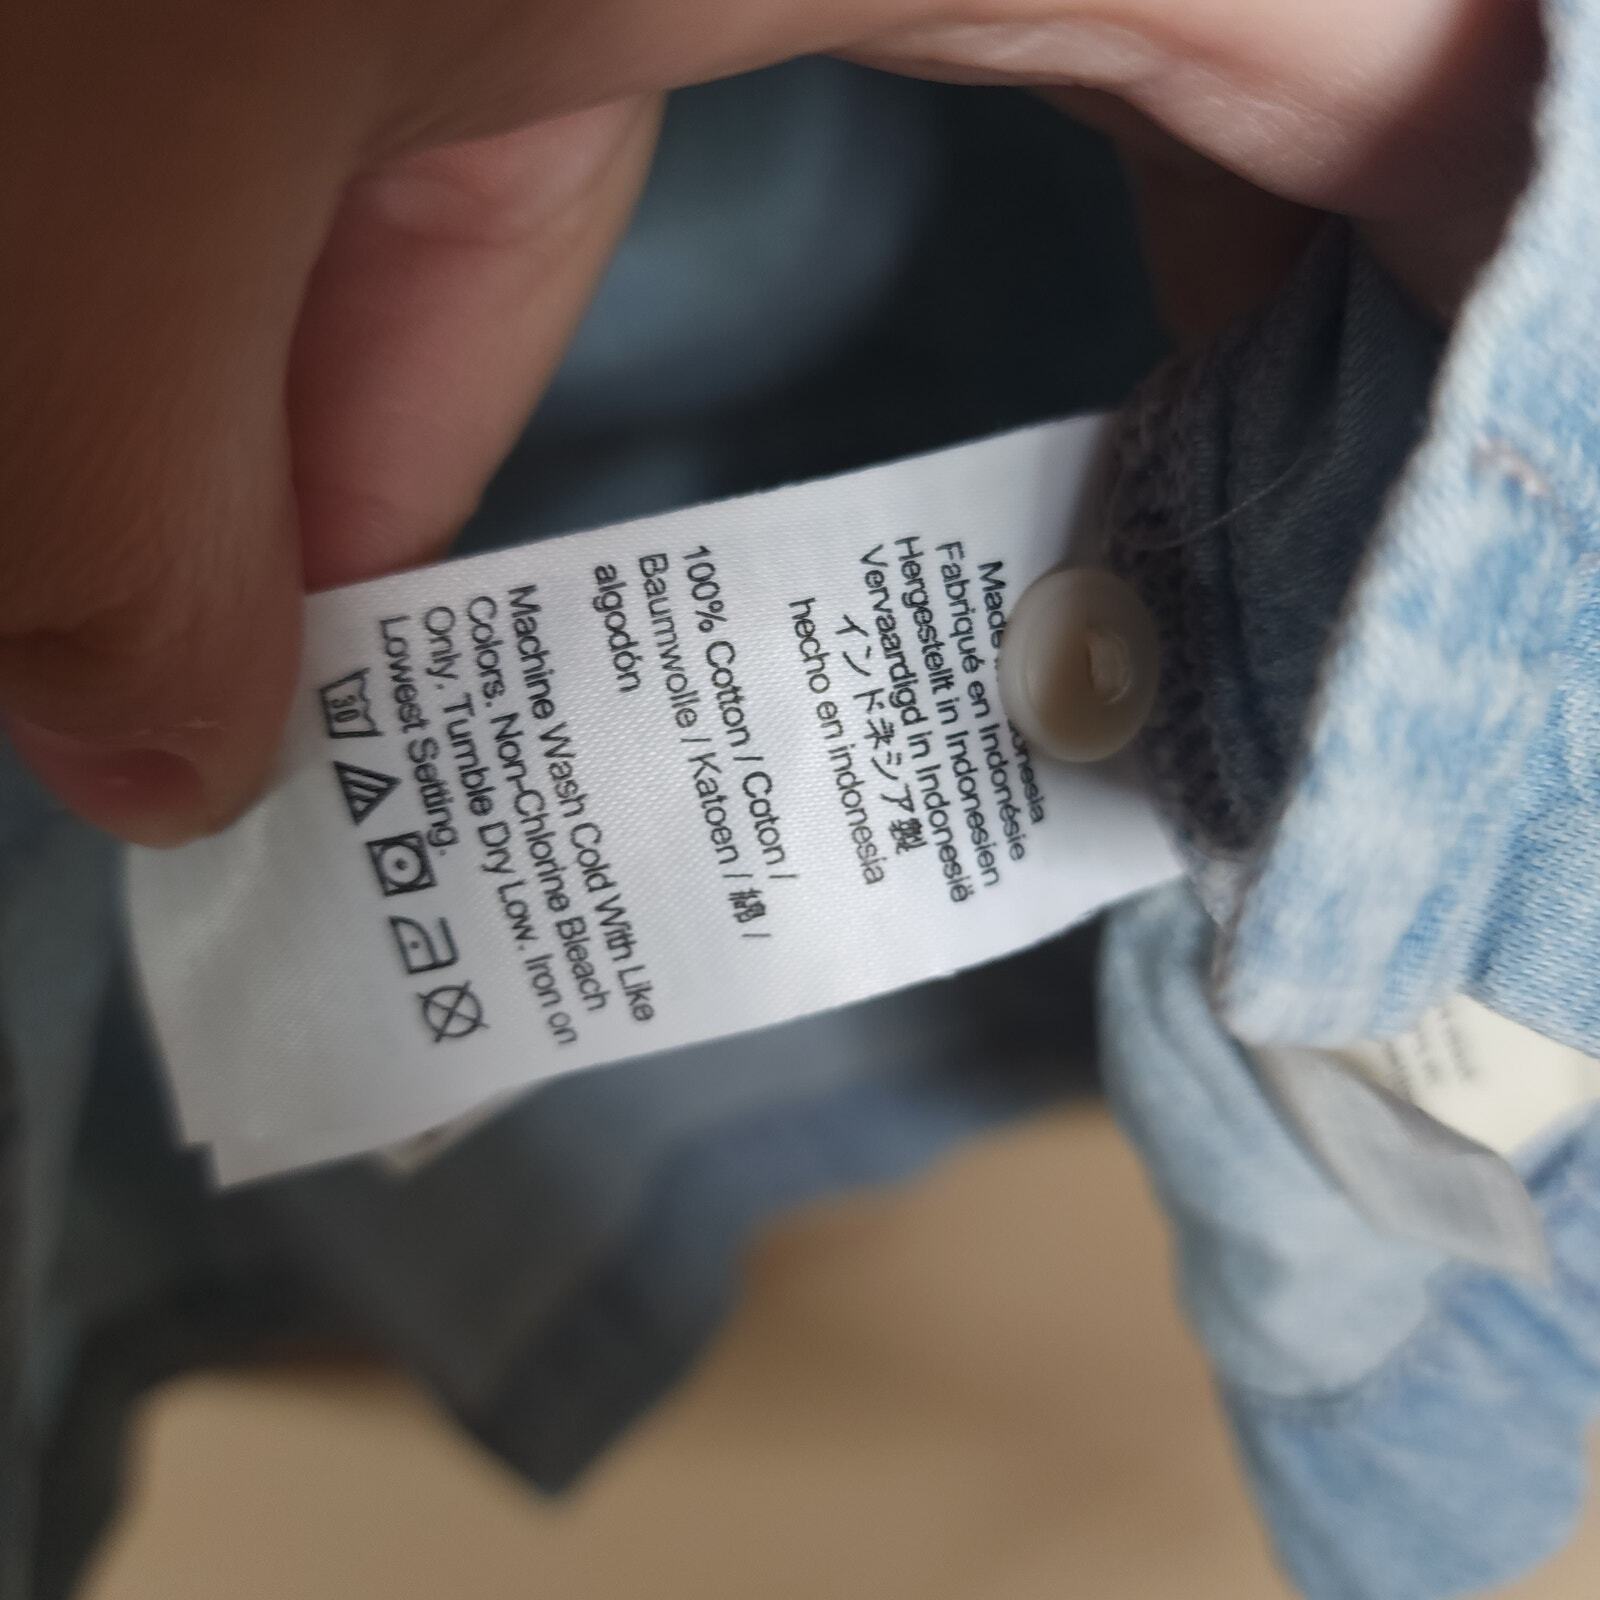 Made
Fabriqué en Indonésie
Hergestellt in Indonesien
Vervaardigd in Indonesië
インドネシア製
hecho en indonesia
100% Cotton / Coton /
Baumwolle / Katoen / 綿 /
algodón
Machine Wash Cold With Like
Colors. Non-Chlorine Bleach
Only. Tumble Dry Low. Iron on
Lowest Setting.
30